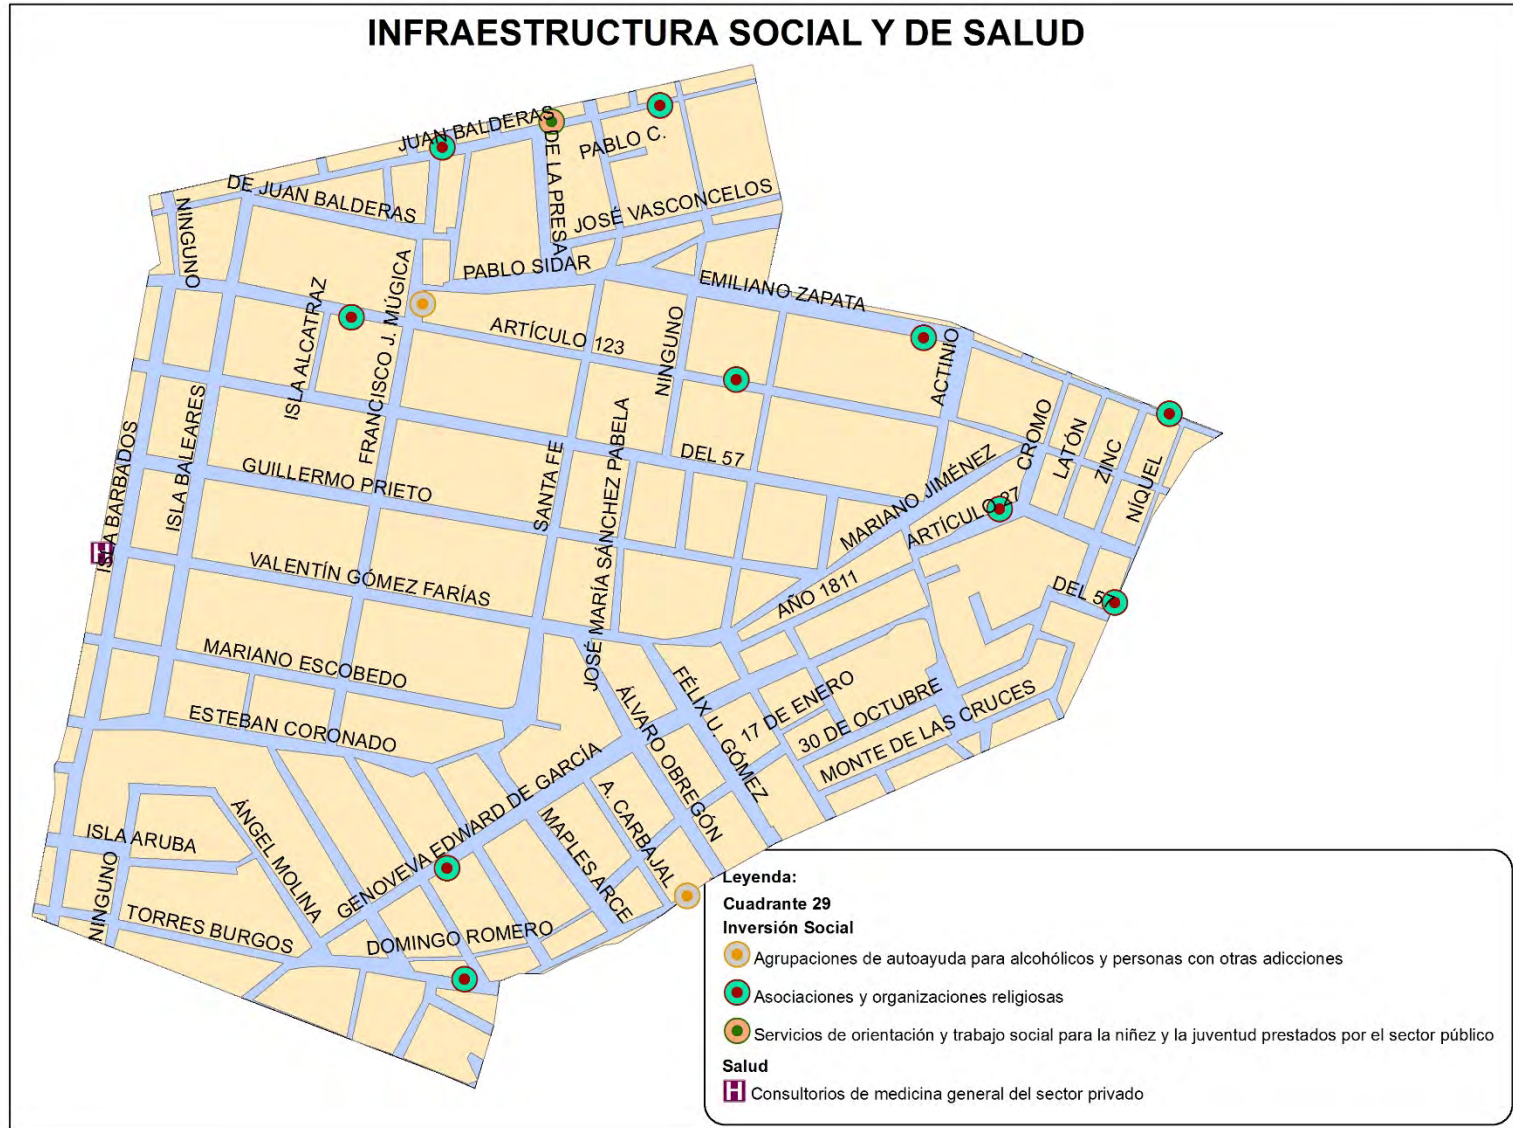 INFRAESTRUCTURA SOCIAL Y DE SALUD
JUAN BALDERAS
PABLO C.
DE LA PRESA
DE JUAN BALDERAS
JOSÉ VASCONCELOS
NINGUNO
PABLO SIDAR
EMILIANO ZAPATA
ISLA ALCATRAZ
FRANCISCO J. MÚGICA
ARTÍCULO 123
NINGUNO
ACTINIO
CROMO
LATÓN
ZINC
NÍQUEL
ISLA BARBADOS
ISLA BALEARES
GUILLERMO PRIETO
SANTA FE
JOSÉ MARÍA SÁNCHEZ PABELA
DEL 57
MARIANO JIMÉNEZ
ARTÍCULO 27
VALENTÍN GÓMEZ FARÍAS
AÑO 1811
DEL 57
MARIANO ESCOBEDO
ESTEBAN CORONADO
ÁLVARO OBREGÓN
FÉLIX U. GÓMEZ
17 DE ENERO
30 DE OCTUBRE
MONTE DE LAS CRUCES
ISLA ARUBA
ÁNGEL MOLINA
GENOVEVA EDWARD DE GARCÍA
MAPLES ARCE
A. CARBAJAL
NINGUNO
TORRES BURGOS
DOMINGO ROMERO
H
Leyenda:
Cuadrante 29
Inversión Social
Agrupaciones de autoayuda para alcohólicos y personas con otras adicciones
Asociaciones y organizaciones religiosas
Servicios de orientación y trabajo social para la niñez y la juventud prestados por el sector público
Salud
H Consultorios de medicina general del sector privado